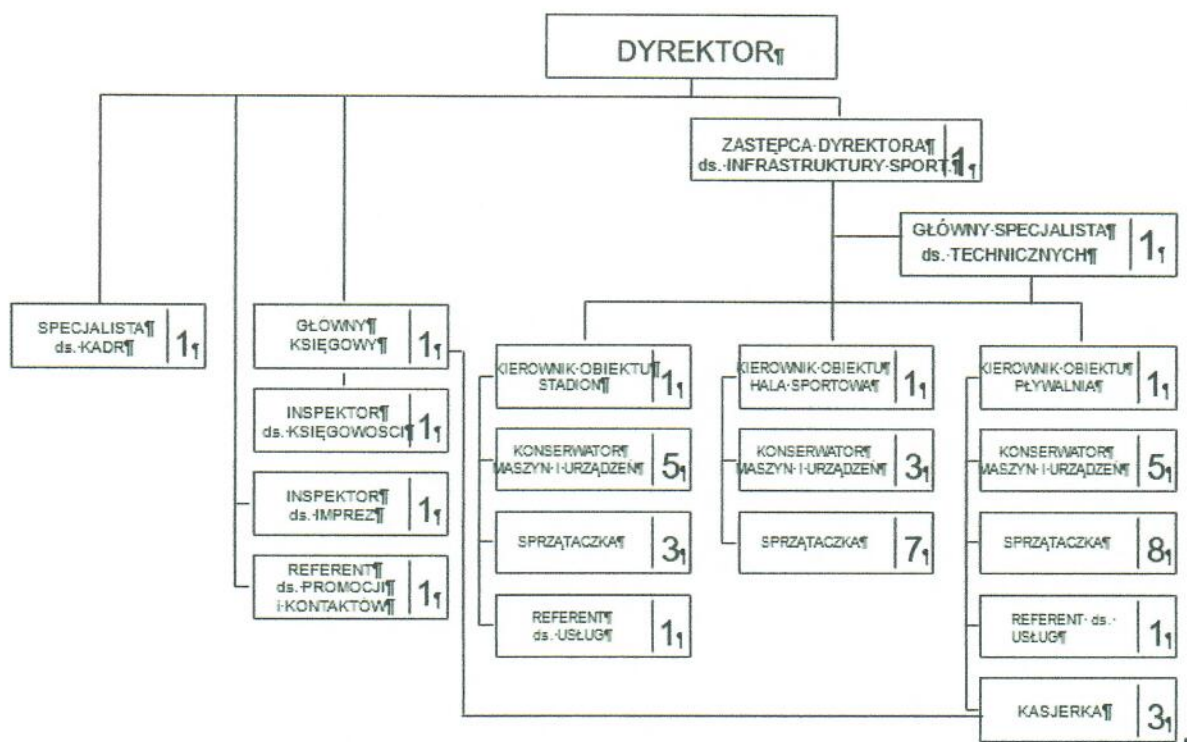 DYREKTOR¶
ZASTĘPCA·DYREKTORA¶
ds.·INFRASTRUKTURY·SPORT.¶
1¶
GŁÓWNY·SPECJALISTA¶
ds.·TECHNICZNYCH¶
1¶
SPECJALISTA¶
ds.·KADR¶
1¶
GŁÓWNY¶
KSIĘGOWY¶
1¶
INSPEKTOR¶
ds.·KSIĘGOWOŚCI¶
1¶
INSPEKTOR¶
ds.·IMPREZ¶
1¶
REFERENT¶
ds.·PROMOCJI
i·KONTAKTÓW¶
1¶
KIEROWNIK·OBIEKTU¶
STADION¶
1¶
KONSERWATOR¶
MASZYN·I·URZĄDZEŃ¶
5¶
SPRZĄTACZKA¶
3¶
REFERENT¶
ds.·USŁUG¶
1¶
KIEROWNIK·OBIEKTU¶
HALA·SPORTOWA¶
1¶
KONSERWATOR¶
MASZYN·I·URZĄDZEŃ¶
3¶
SPRZĄTACZKA¶
7¶
KIEROWNIK·OBIEKTU¶
PŁYWALNIA¶
1¶
KONSERWATOR¶
MASZYN·I·URZĄDZEŃ¶
5¶
SPRZĄTACZKA¶
8¶
REFERENT·ds.·
USŁUG¶
1¶
KASJERKA¶
3¶